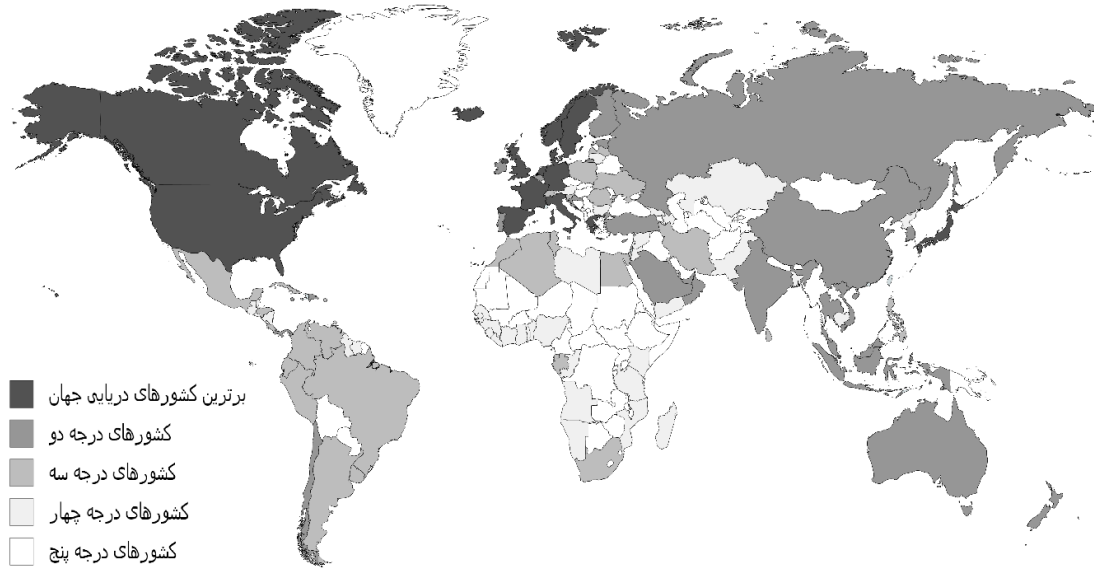 برترین کشورهای دریایی جهان
کشورهای درجه دو
کشورهای درجه سه
کشورهای درجه چهار
کشورهای درجه پنج